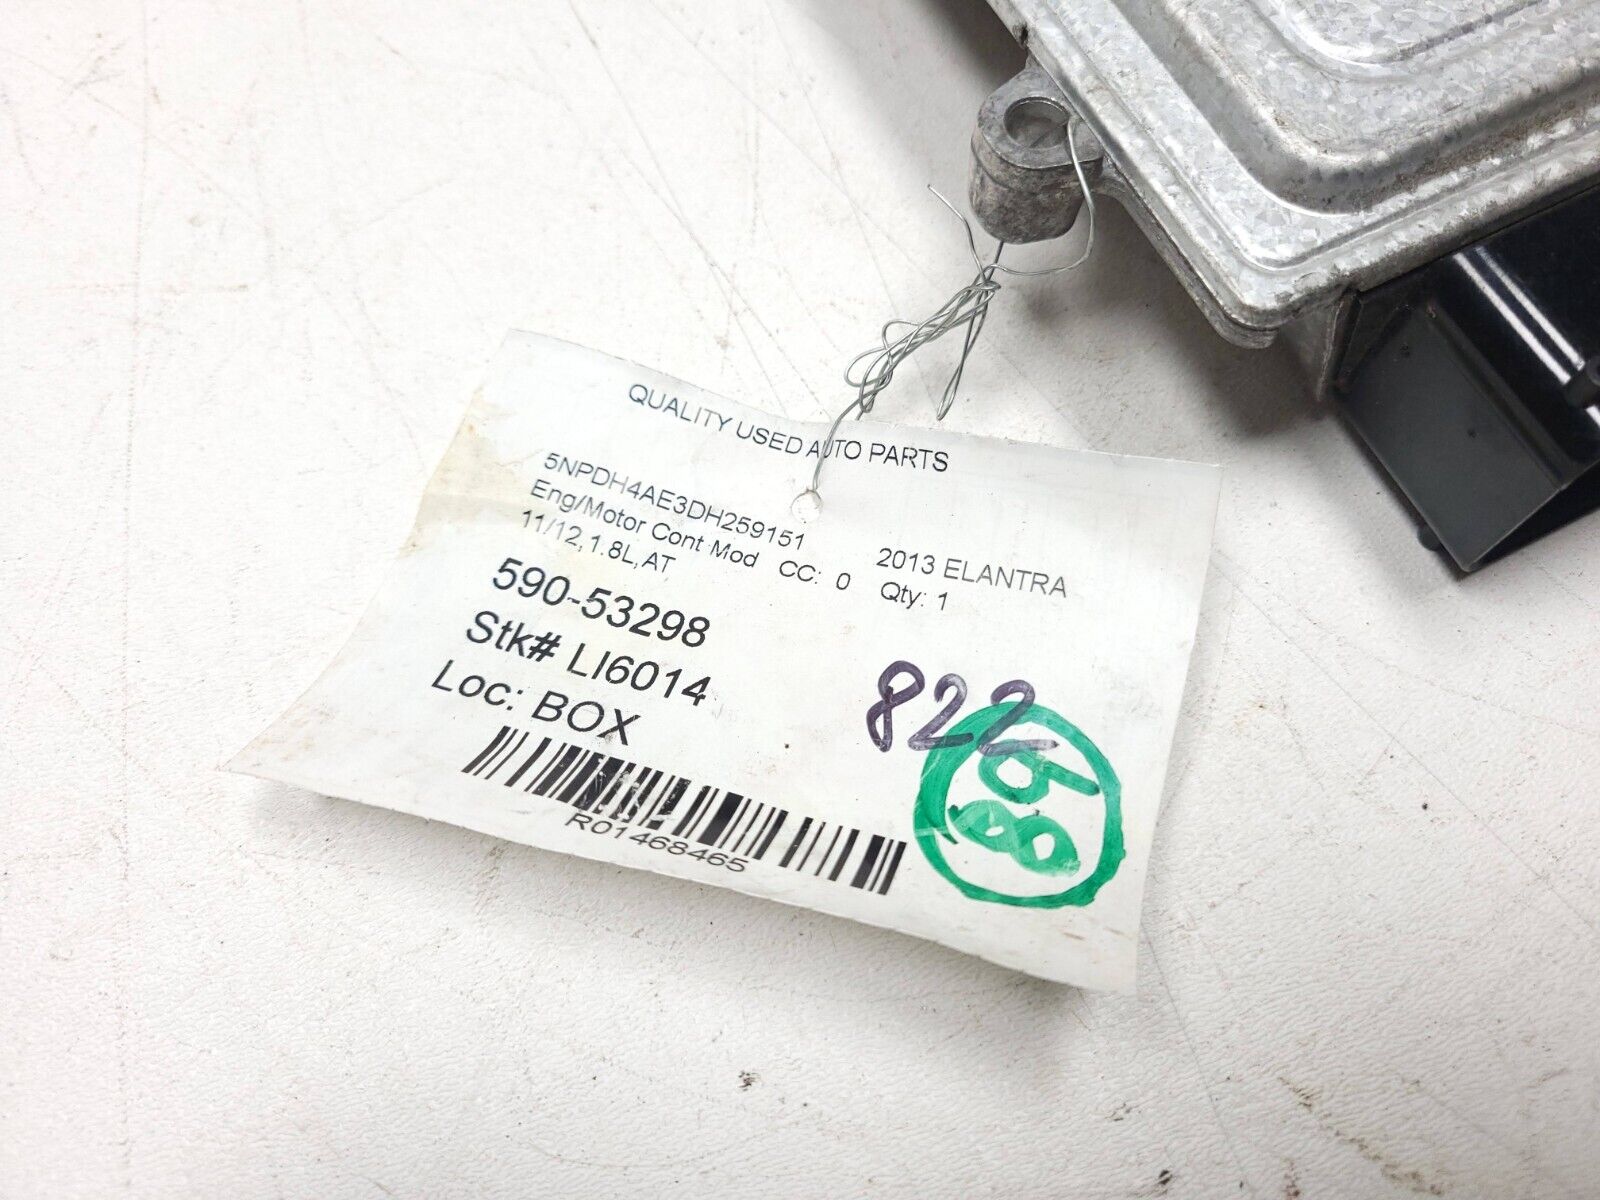 QUALITY USED AUTO PARTS
5NPDH4AE3DH259151 2013 ELANTRA
Eng/Motor Cont Mod CC: 0 Qty: 1
11/12,1.8L,AT
590-53298
Stk# LI6014
Loc: BOX
822
R01468465